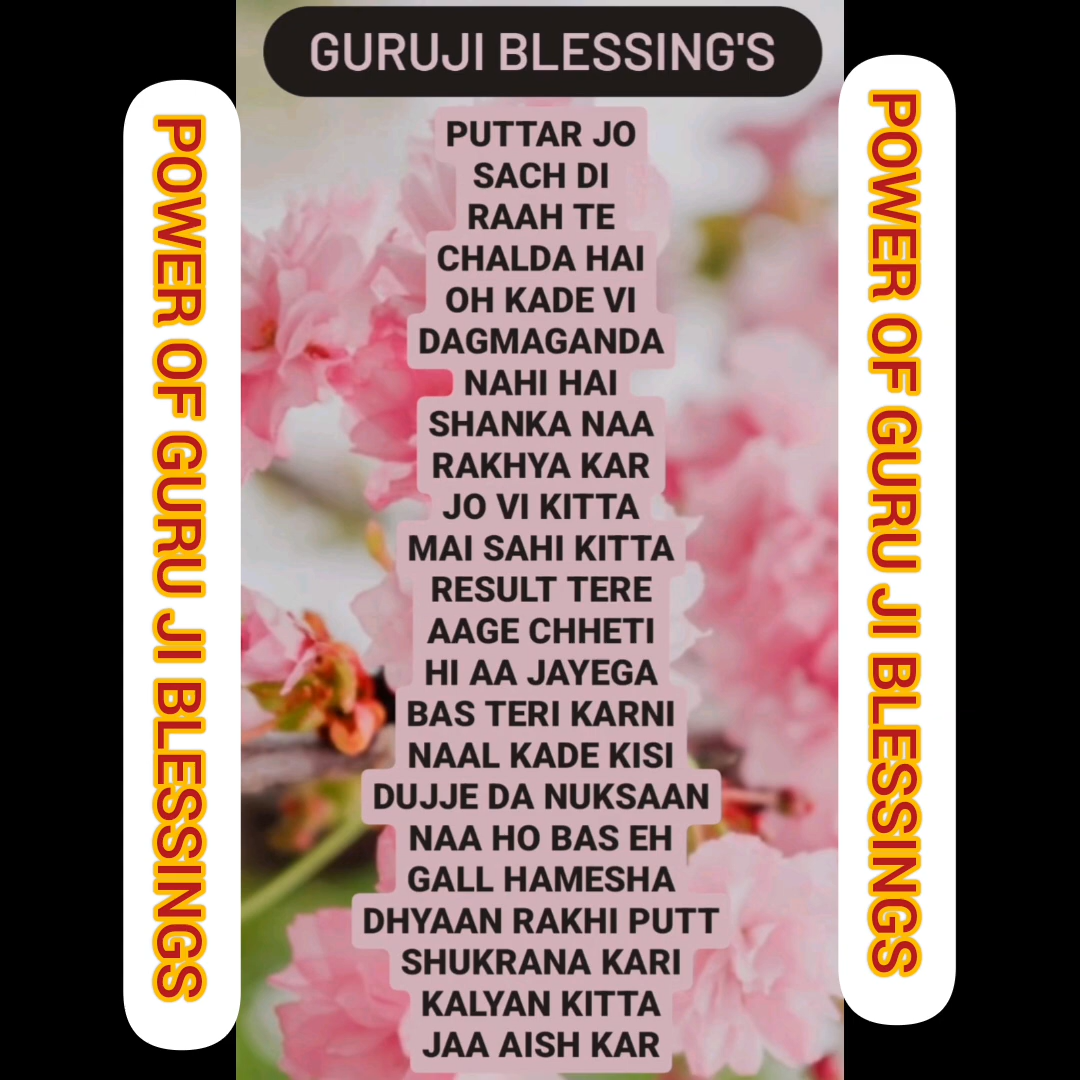 GURUJI BLESSING'S
POWER OF GURU JI BLESSINGS
PUTTAR JO
SACH DI
RAAH TE
CHALDA HAI
OH KADE VI
DAGMAGANDA
NAHI HAI
SHANKA NAA
RAKHYA KAR
JO VI KITTA
MAI SAHI KITTA
RESULT TERE
AAGE CHHETI
HI AA JAYEGA
BAS TERI KARNI
NAAL KADE KISI
DUJJE DA NUKSAAN
NAA HO BAS EH
GALL HAMESHA
DHYAAN RAKHI PUTT
SHUKRANA KARI
KALYAN KITTA
JAA AISH KAR
POWER OF GURU JI BLESSINGS